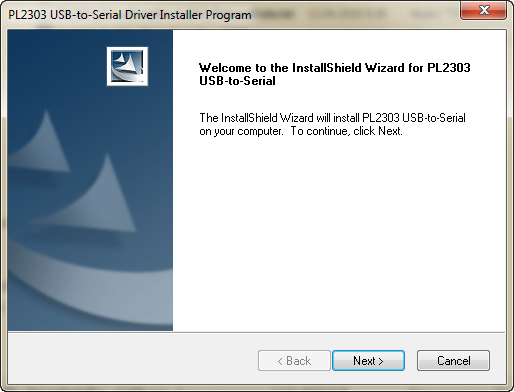 PL2303 USB-to-Serial Driver Installer Program
Welcome to the InstallShield Wizard for PL2303
USB-to-Serial
The InstallShield Wizard will install PL2303 USB-to-Serial
on your computer.  To continue, click Next.
< Back
Next >
Cancel